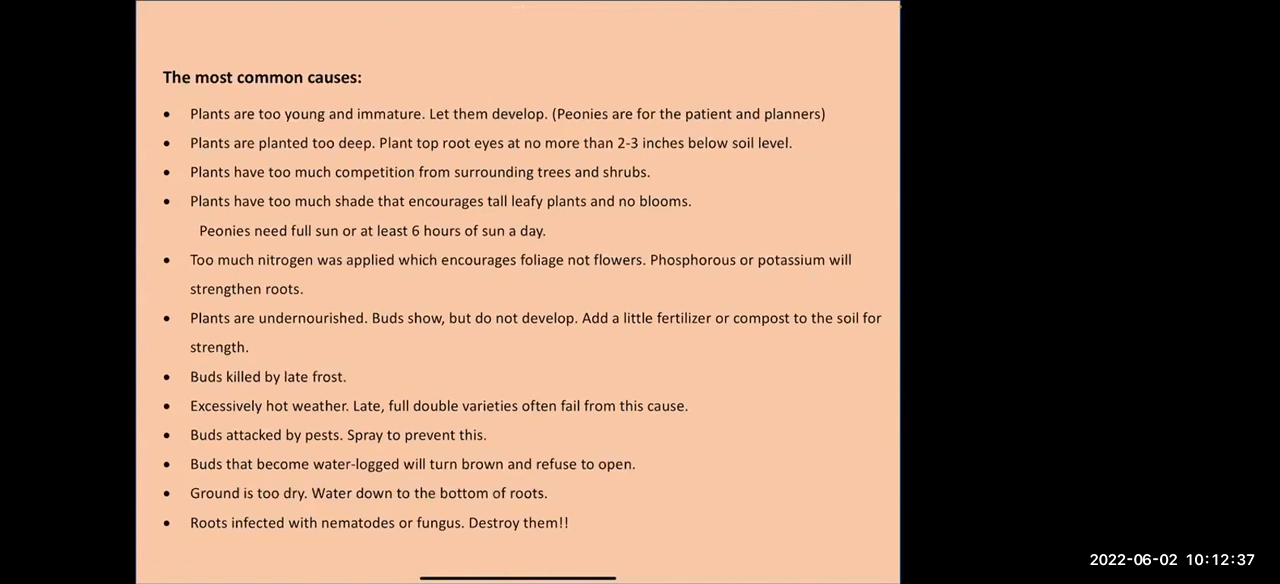 The most common causes:
• Plants are too young and immature. Let them develop. (Peonies are for the patient and planners)
• Plants are planted too deep. Plant top root eyes at no more than 2-3 inches below soil level.
• Plants have too much competition from surrounding trees and shrubs.
• Plants have too much shade that encourages tall leafy plants and no blooms.
Peonies need full sun or at least 6 hours of sun a day.
• Too much nitrogen was applied which encourages foliage not flowers. Phosphorous or potassium will
strengthen roots.
• Plants are undernourished. Buds show, but do not develop. Add a little fertilizer or compost to the soil for
strength.
• Buds killed by late frost.
• Excessively hot weather. Late, full double varieties often fail from this cause.
• Buds attacked by pests. Spray to prevent this.
• Buds that become water-logged will turn brown and refuse to open.
• Ground is too dry. Water down to the bottom of roots.
• Roots infected with nematodes or fungus. Destroy them!!
2022-06-02 10:12:37